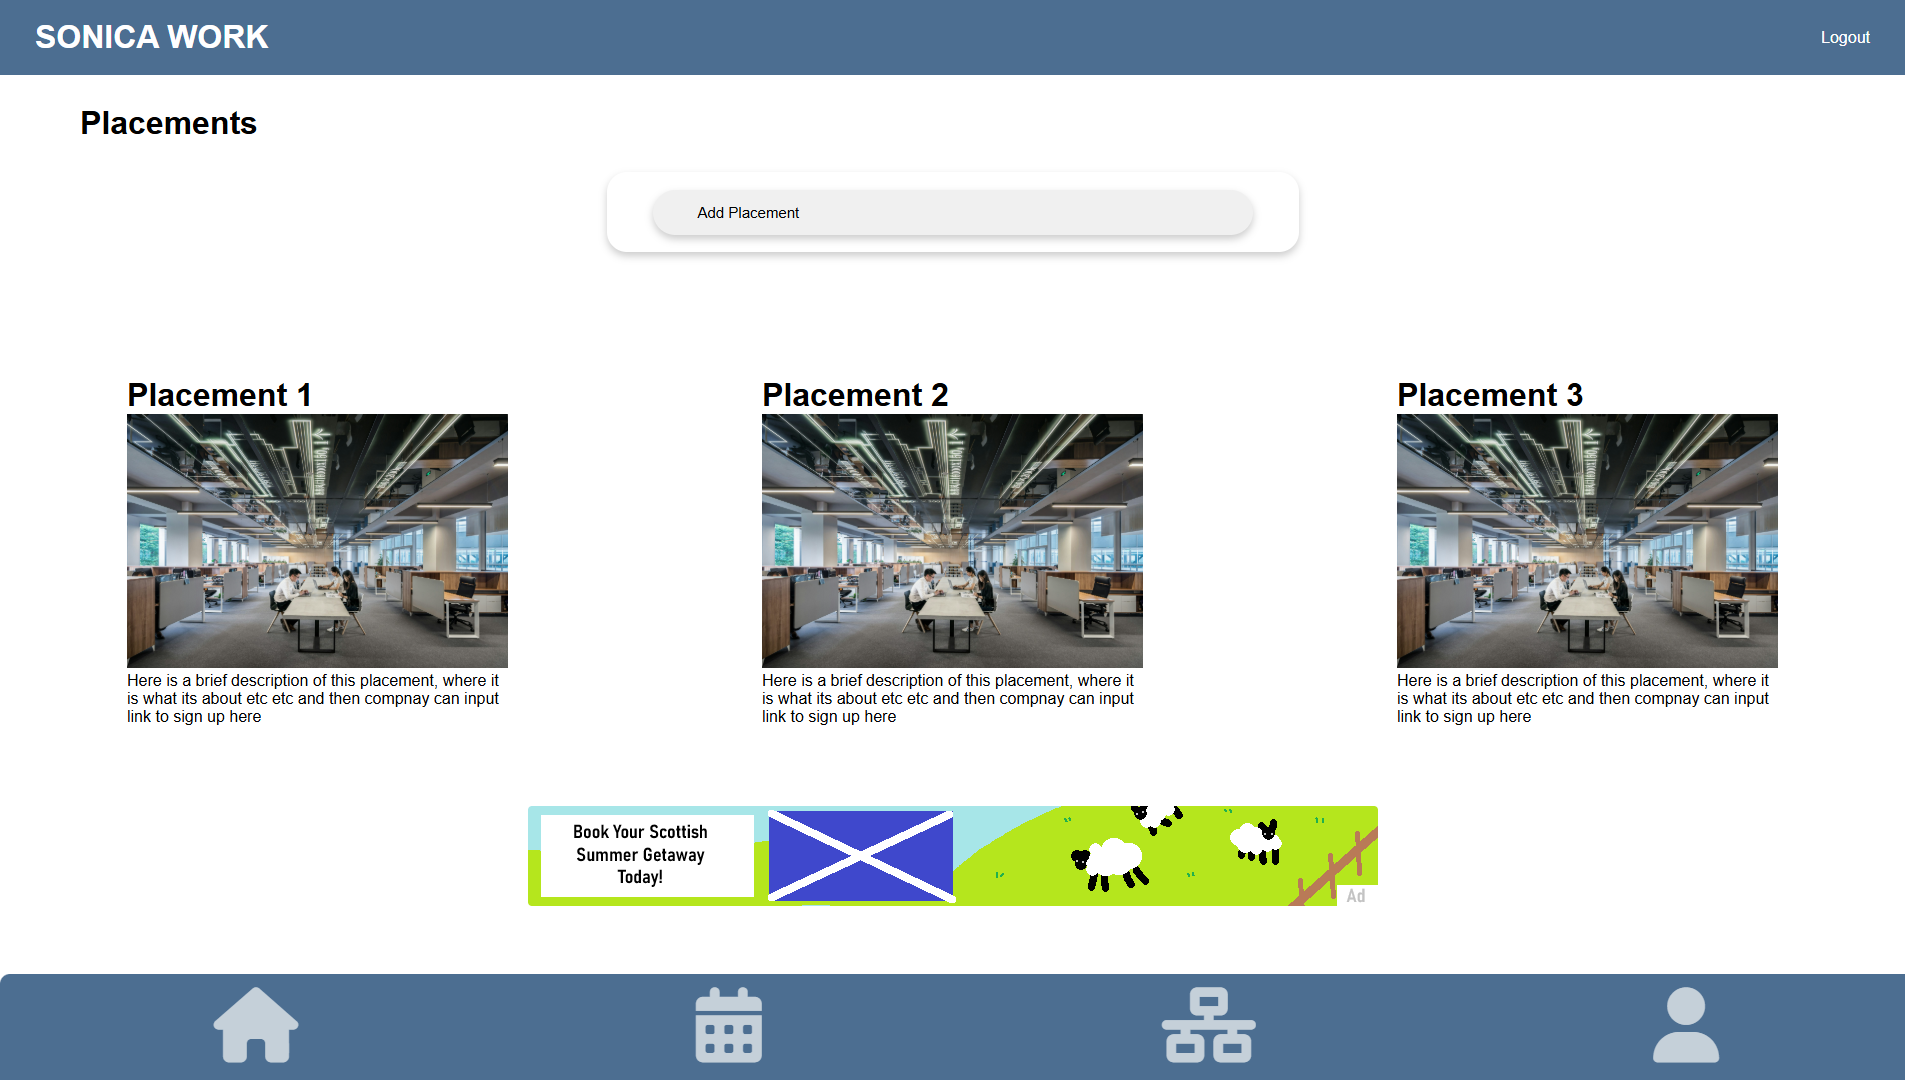 SONICA WORK
Logout
Placements
Add Placement
Placement 1
Here is a brief description of this placement, where it
is what its about etc etc and then compnay can input
link to sign up here
Placement 2
Here is a brief description of this placement, where it
is what its about etc etc and then compnay can input
link to sign up here
Placement 3
Here is a brief description of this placement, where it
is what its about etc etc and then compnay can input
link to sign up here
Book Your Scottish
Summer Getaway
Today!
Ad